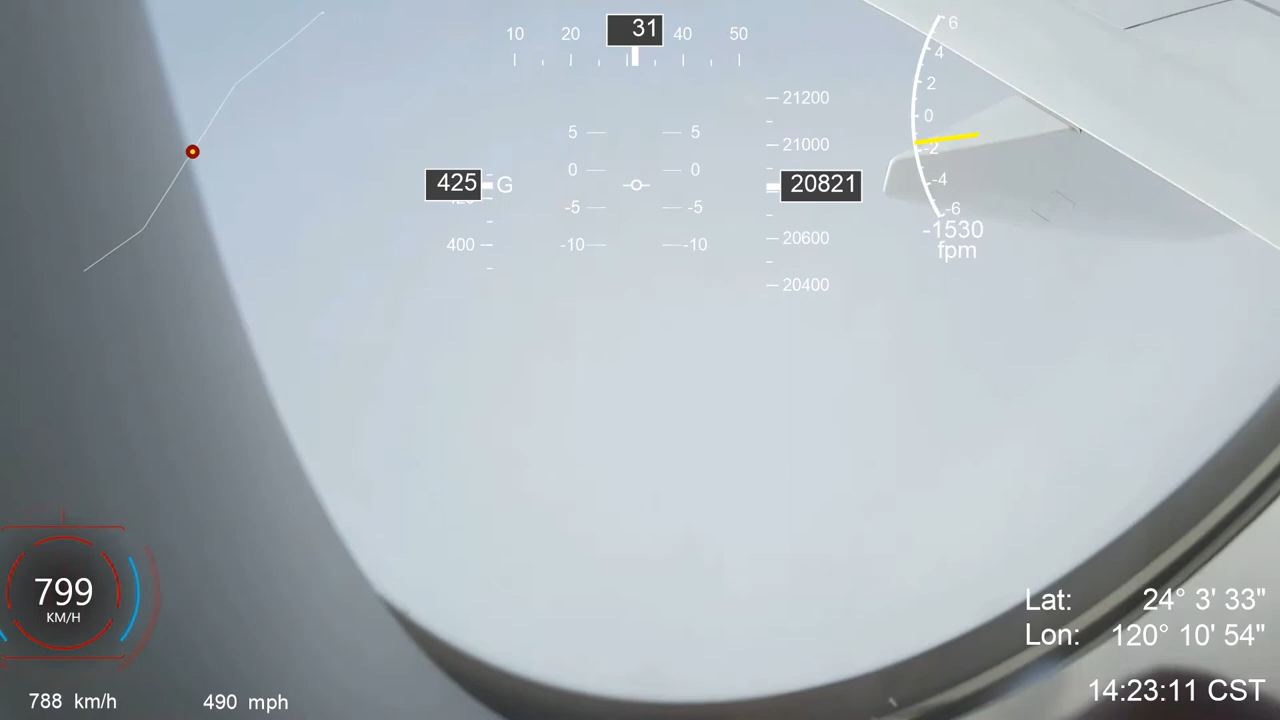 10 20 31 40 50
6
4
2
0
-2
-4
-6
-1530
fpm
21200
21000
20821
20600
20400
5 5
0 0
-5 -5
-10 -10
425 G
400
799
KM/H
788 km/h 490 mph
Lat: 24° 3' 33"
Lon: 120° 10' 54"
14:23:11 CST